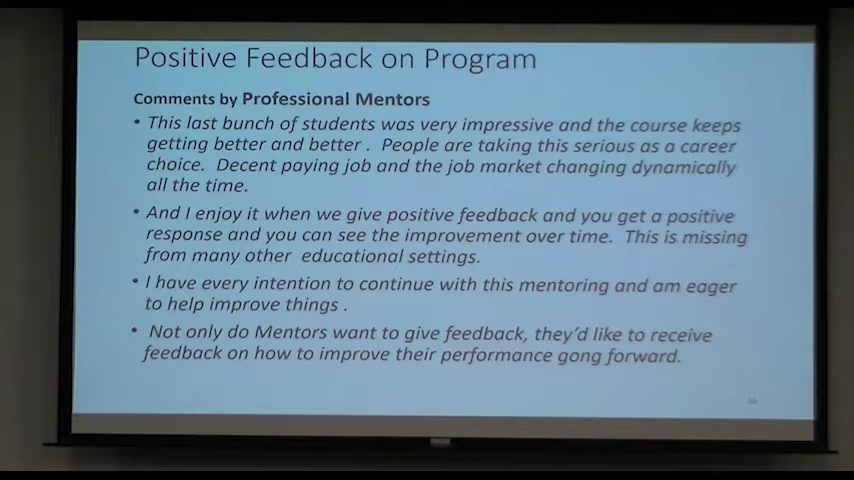 Positive Feedback on Program
Comments by Professional Mentors
• This last bunch of students was very impressive and the course keeps
getting better and better . People are taking this serious as a career
choice. Decent paying job and the job market changing dynamically
all the time.
• And I enjoy it when we give positive feedback and you get a positive
response and you can see the improvement over time. This is missing
from many other educational settings.
• I have every intention to continue with this mentoring and am eager
to help improve things .
• Not only do Mentors want to give feedback, they'd like to receive
feedback on how to improve their performance gong forward.